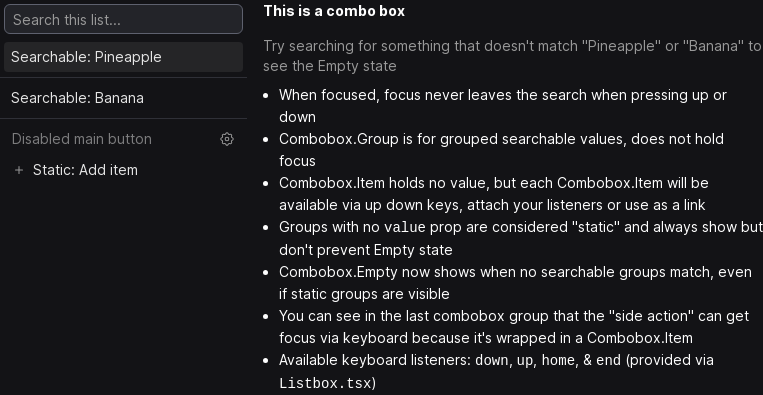 Search this list...
Searchable: Pineapple
Searchable: Banana
Disabled main button
+ Static: Add item
This is a combo box
Try searching for something that doesn't match "Pineapple" or "Banana" to
see the Empty state
• When focused, focus never leaves the search when pressing up or
down
• Combobox.Group is for grouped searchable values, does not hold
focus
• Combobox.Item holds no value, but each Combobox.Item will be
available via up down keys, attach your listeners or use as a link
• Groups with no value prop are considered "static" and always show but
don't prevent Empty state
• Combobox.Empty now shows when no searchable groups match, even
if static groups are visible
• You can see in the last combobox group that the "side action" can get
focus via keyboard because it's wrapped in a Combobox.Item
• Available keyboard listeners: down, up, home, & end (provided via
Listbox.tsx)